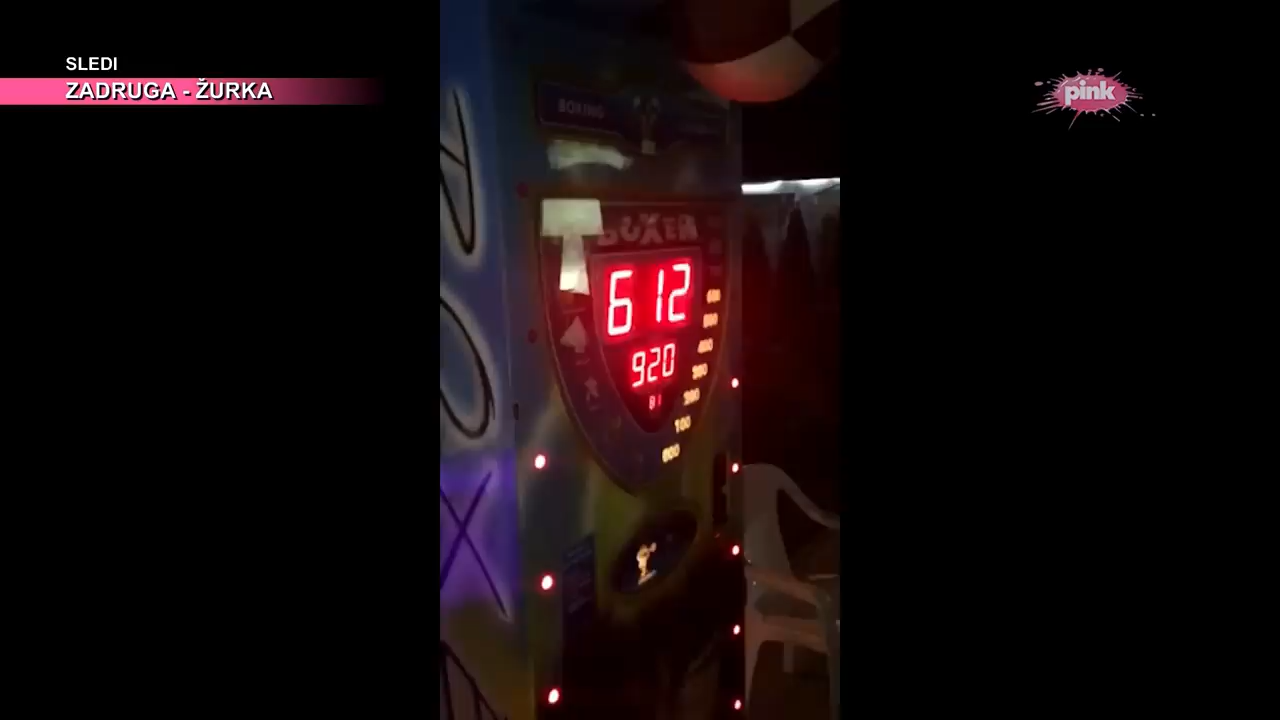 SLEDI
ZADRUGA - ŽURKA
pink
BOXING
BOXER
612
920
81
600
500
400
300
200
100
000